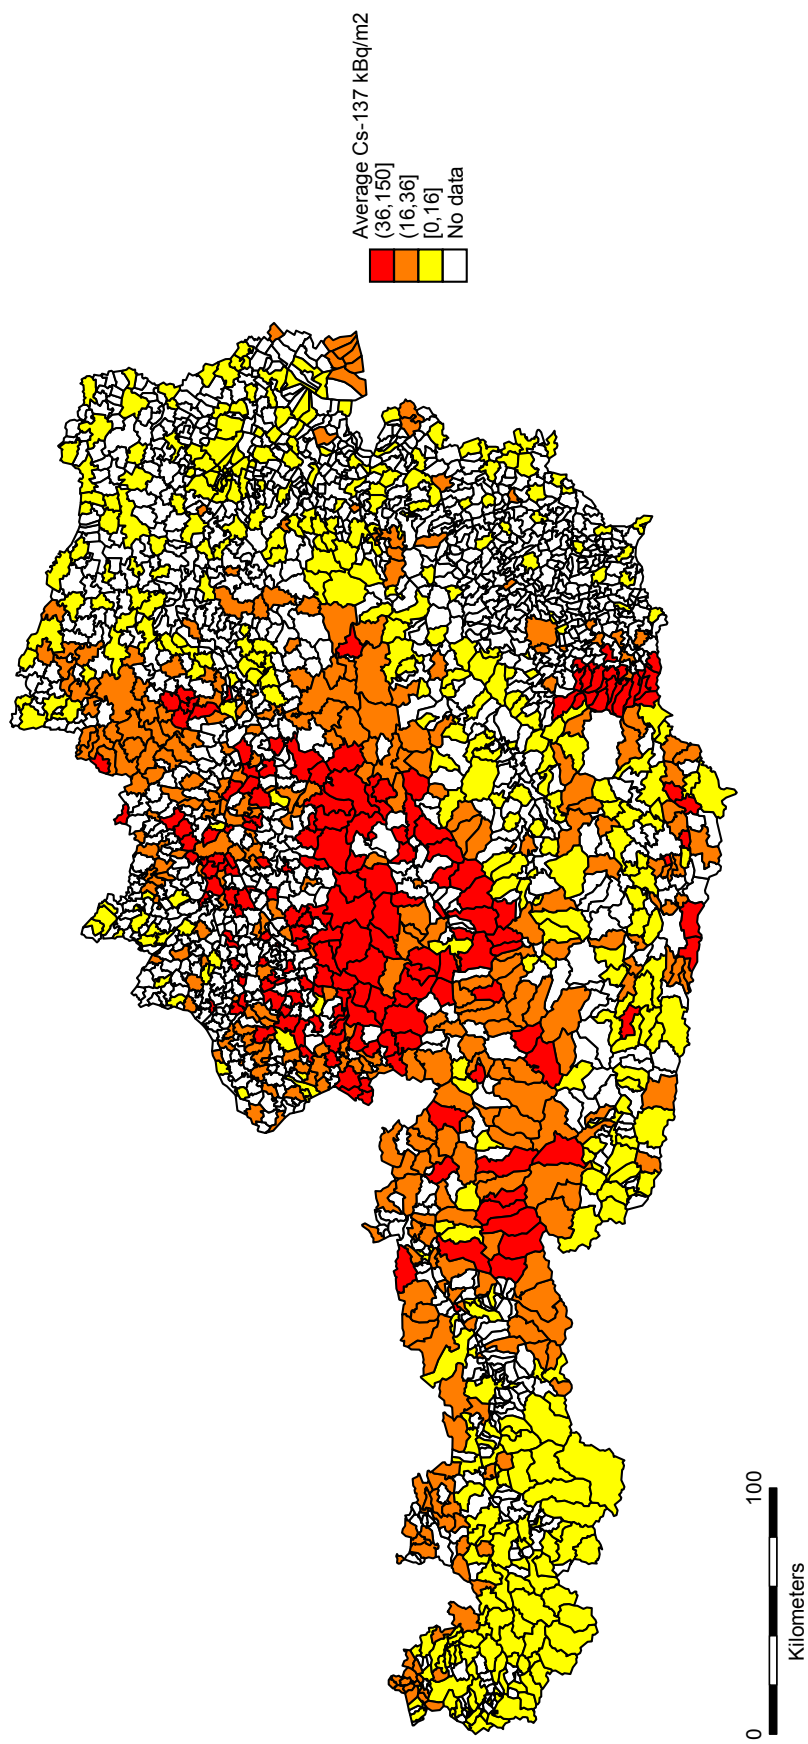 Average Cs-137 kBq/m2
(36,150]
(16,36]
[0,16]
No data
0
100
Kilometers